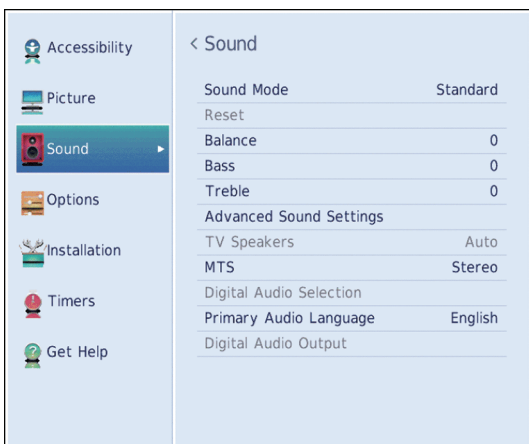 Accessibility
Picture
Sound
Options
Installation
Timers
Get Help
< Sound
Sound Mode Standard
Reset
Balance 0
Bass 0
Treble 0
Advanced Sound Settings
TV Speakers Auto
MTS Stereo
Digital Audio Selection
Primary Audio Language English
Digital Audio Output